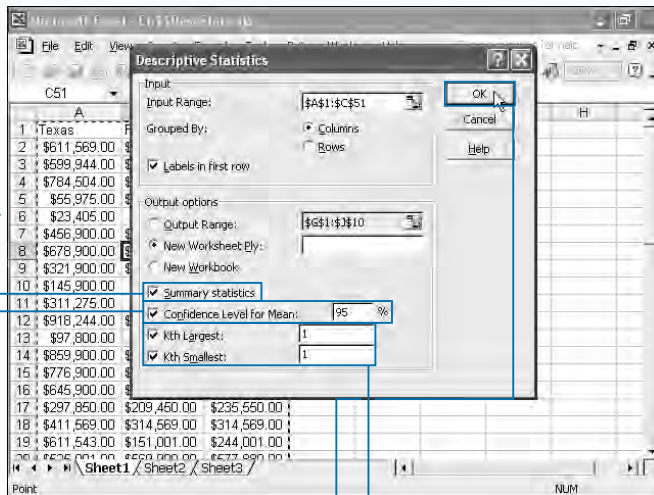 Microsoft Excel
File Edit View
Descriptive Statistics
C51
Input
Input Range: $A$1:$C$51
Grouped By: Columns
Rows
Labels in first row
OK
Cancel
Help
Output options
Output Range: $G$1:$J$10
New Worksheet Ply:
New Workbook
Summary statistics
Confidence Level for Mean: 95 %
Kth Largest: 1
Kth Smallest: 1
A H
1 Texas
2 $611,569.00
3 $599,944.00
4 $784,504.00
5 $55,975.00
6 $23,405.00
7 $456,900.00
8 $678,900.00
9 $321,900.00
10 $145,900.00
11 $311,275.00
12 $918,244.00
13 $97,800.00
14 $859,900.00
15 $776,900.00
16 $645,900.00
17 $297,850.00 $209,450.00 $235,550.00
18 $411,569.00 $314,569.00 $314,569.00
19 $611,543.00 $151,001.00 $244,001.00
Sheet1 / Sheet2 / Sheet3
Point NUM